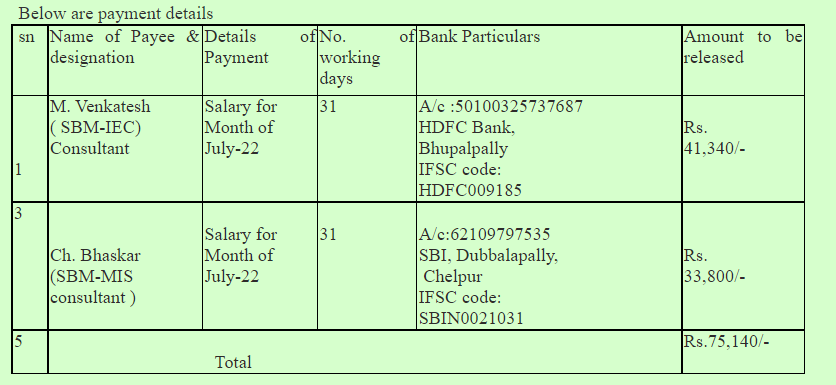 Below are payment details
sn Name of Payee & designation Details of Payment No. of working days Bank Particulars Amount to be released
1 M. Venkatesh ( SBM-IEC) Consultant Salary for Month of July-22 31 A/c :50100325737687 HDFC Bank, Bhupalpally IFSC code: HDFC009185 Rs. 41,340/-
3 Ch. Bhaskar (SBM-MIS consultant ) Salary for Month of July-22 31 A/c:62109797535 SBI, Dubbalapally, Chelpur IFSC code: SBIN0021031 Rs. 33,800/-
5 Total Rs.75,140/-